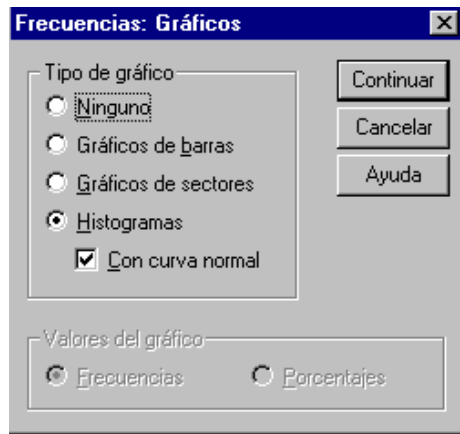 Frecuencias: Gráficos
Tipo de gráfico
Ninguno
Gráficos de barras
Gráficos de sectores
Histogramas
Con curva normal
Continuar
Cancelar
Ayuda
Valores del gráfico
Frecuencias
Porcentajes